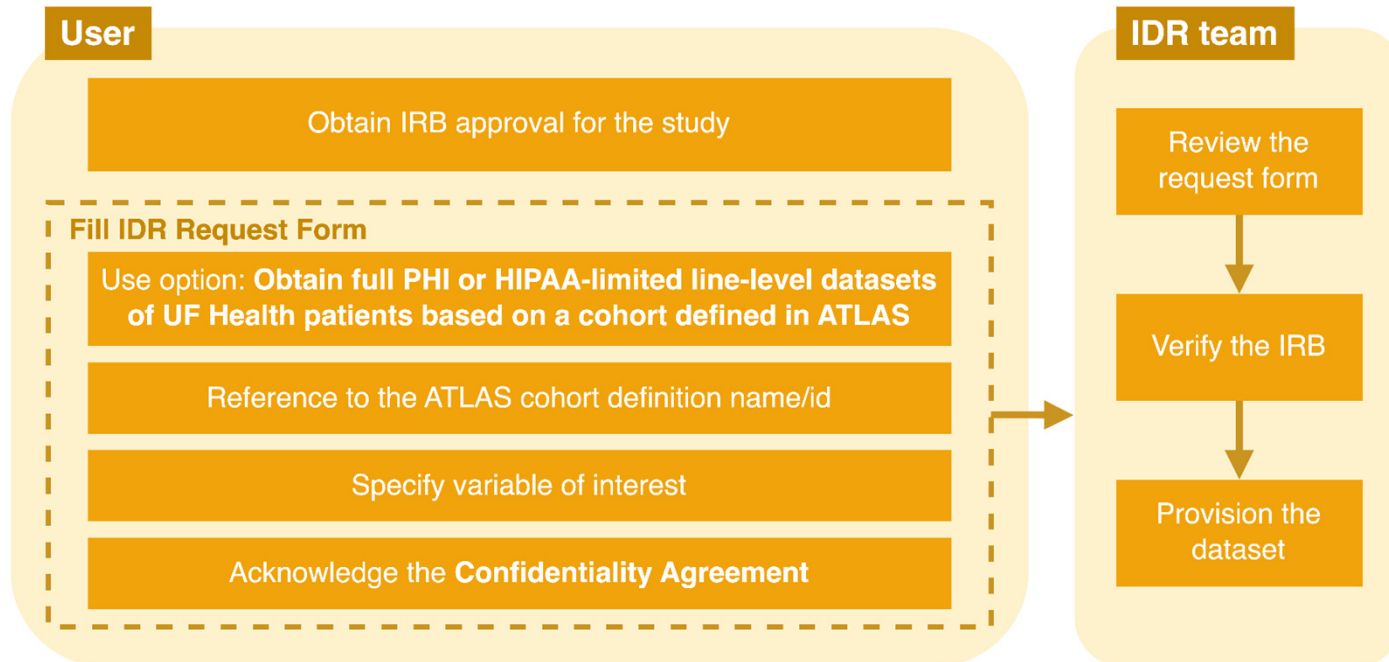 User
Obtain IRB approval for the study
Fill IDR Request Form
Use option: Obtain full PHI or HIPAA-limited line-level datasets
of UF Health patients based on a cohort defined in ATLAS
Reference to the ATLAS cohort definition name/id
Specify variable of interest
Acknowledge the Confidentiality Agreement
IDR team
Review the
request form
Verify the IRB
Provision the
dataset